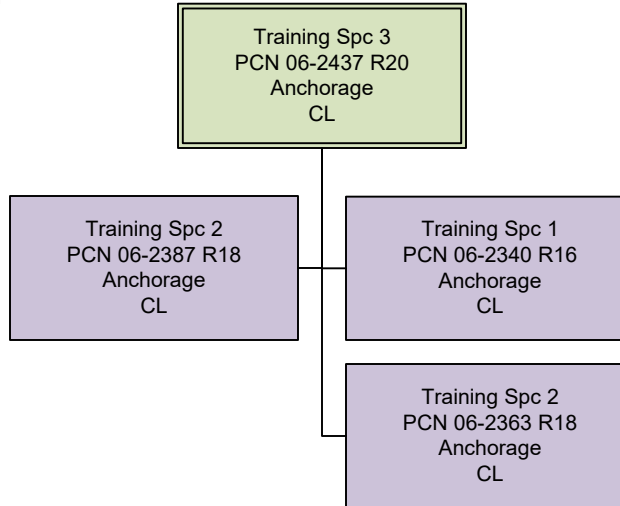 Training Spc 3
PCN 06-2437 R20
Anchorage
CL
Training Spc 2
PCN 06-2387 R18
Anchorage
CL
Training Spc 1
PCN 06-2340 R16
Anchorage
CL
Training Spc 2
PCN 06-2363 R18
Anchorage
CL